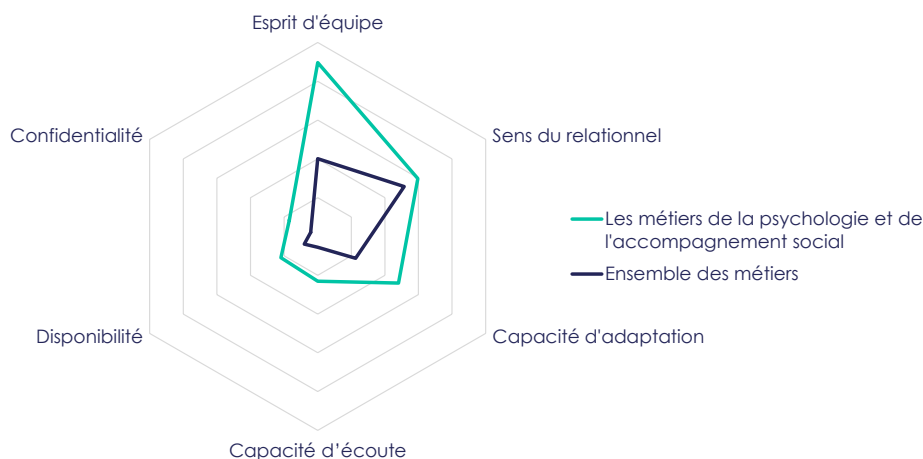 Esprit d'équipe
Confidentialité
Sens du relationnel
Les métiers de la psychologie et de
l'accompagnement social
Ensemble des métiers
Disponibilité
Capacité d'adaptation
Capacité d’écoute